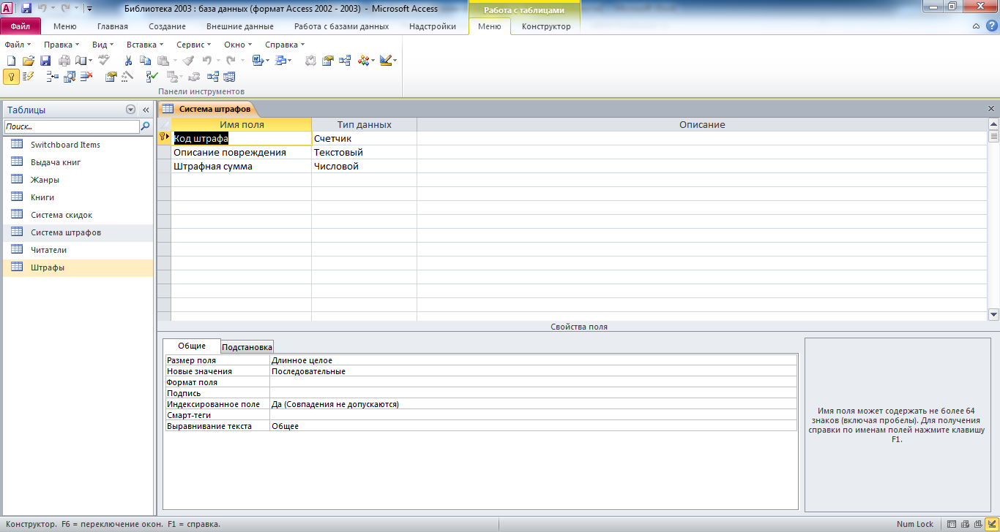 Библиотека 2003 : база данных (формат Access 2002 - 2003) - Microsoft Access
Работа с таблицами
Файл Меню Главная Создание Внешние данные Работа с базами данных Надстройки Меню Конструктор
Файл Правка Вид Вставка Сервис Окно Справка
Панели инструментов
Таблицы
Поиск...
Switchboard Items
Выдача книг
Жанры
Книги
Система скидок
Система штрафов
Читатели
Штрафы
Система штрафов
Имя поля Тип данных Описание
Код штрафа Счетчик
Описание повреждения Текстовый
Штрафная сумма Числовой
Свойства поля
Общие Подстановка
Размер поля Длинное целое
Новые значения Последовательные
Формат поля
Подпись
Индексированное поле Да (Совпадения не допускаются)
Смарт-теги
Выравнивание текста Общее
Имя поля может содержать не более 64
знаков (включая пробелы). Для получения
справки по именам полей нажмите клавишу
F1.
Конструктор. F6 = переключение окон. F1 = справка.
Num Lock